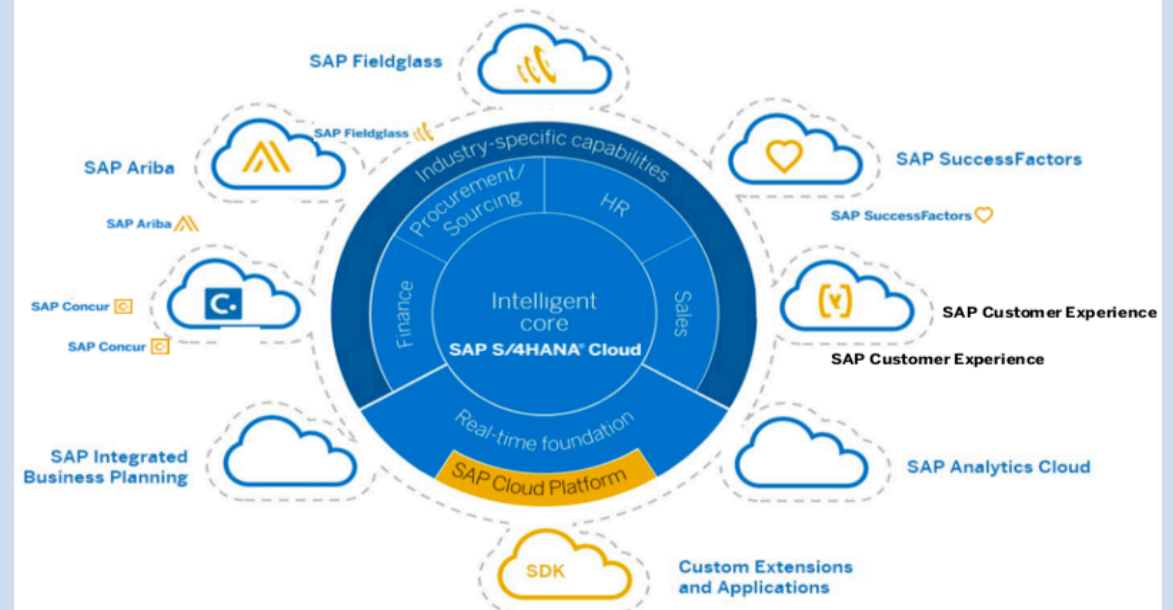 SAP Fieldglass
SAP Fieldglass
SAP Ariba
SAP SuccessFactors
SAP Ariba
SAP SuccessFactors
Industry-specific capabilities
Procurement/
Sourcing
HR
Finance
Sales
Intelligent
core
SAP S/4HANA® Cloud
C.
SAP Concur C.
SAP Concur C.
SAP Customer Experience
SAP Customer Experience
Real-time foundation
SAP Cloud Platform
SAP Integrated
Business Planning
SAP Analytics Cloud
SDK
Custom Extensions
and Applications